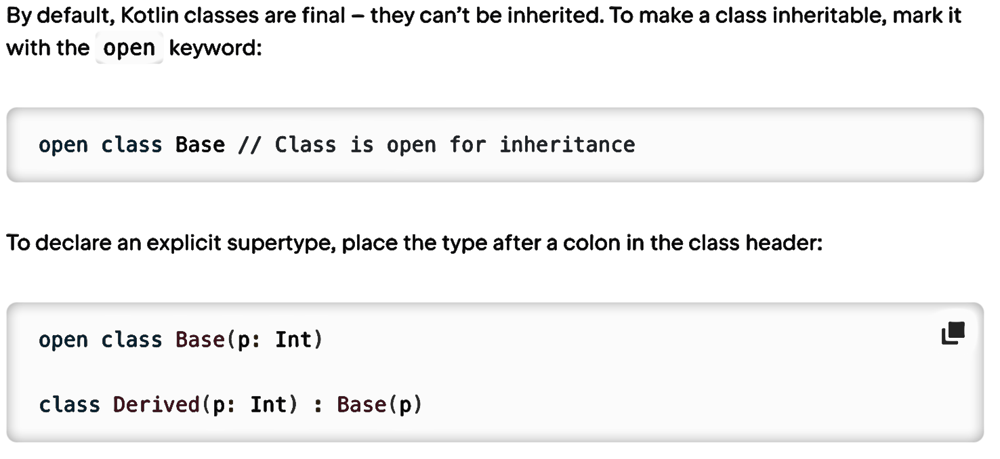 By default, Kotlin classes are final – they can’t be inherited. To make a class inheritable, mark it
with the open keyword:
open class Base // Class is open for inheritance
To declare an explicit supertype, place the type after a colon in the class header:
open class Base(p: Int)
class Derived(p: Int) : Base(p)